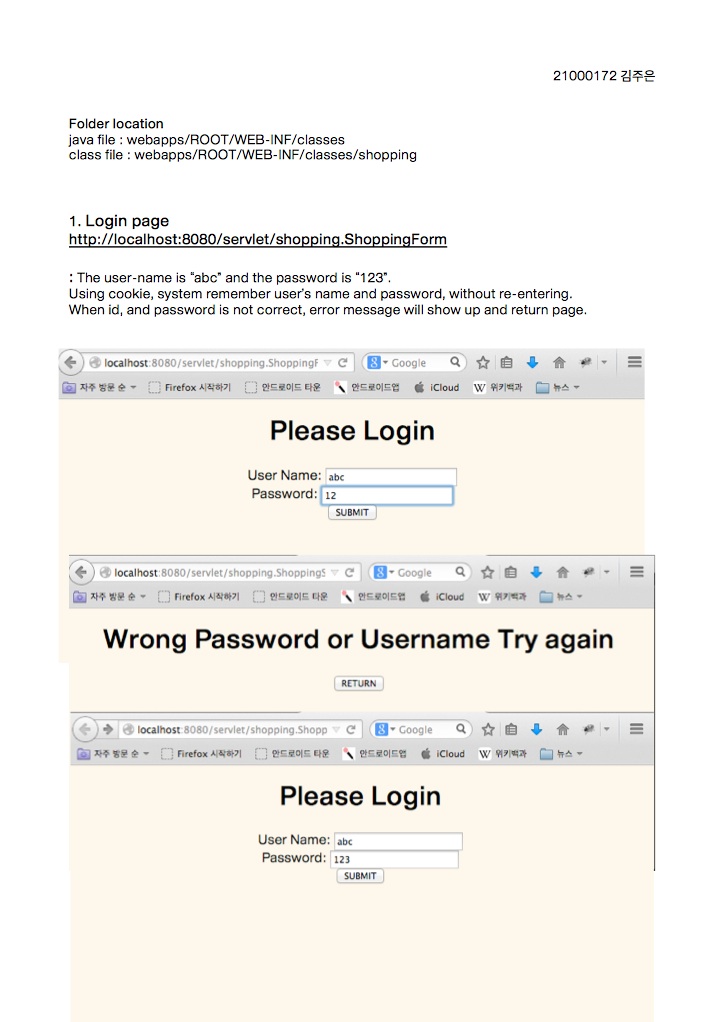 21000172 김주은
Folder location
java file : webapps/ROOT/WEB-INF/classes
class file : webapps/ROOT/WEB-INF/classes/shopping
1. Login page
http://localhost:8080/servlet/shopping.ShoppingForm
: The user-name is “abc” and the password is “123”.
Using cookie, system remember user’s name and password, without re-entering.
When id, and password is not correct, error message will show up and return page.
localhost:8080/servlet/shopping.ShoppingF Google
자주 방문 순 Firefox 시작하기 안드로이드 타운 안드로이드앱 iCloud W 위키백과 뉴스
Please Login
User Name: abc
Password: 12
SUBMIT
localhost:8080/servlet/shopping.ShoppingS Google
자주 방문 순 Firefox 시작하기 안드로이드 타운 안드로이드앱 iCloud W 위키백과 뉴스
Wrong Password or Username Try again
RETURN
localhost:8080/servlet/shopping.Shopp Google
자주 방문 순 Firefox 시작하기 안드로이드 타운 안드로이드앱 iCloud W 위키백과 뉴스
Please Login
User Name: abc
Password: 123
SUBMIT